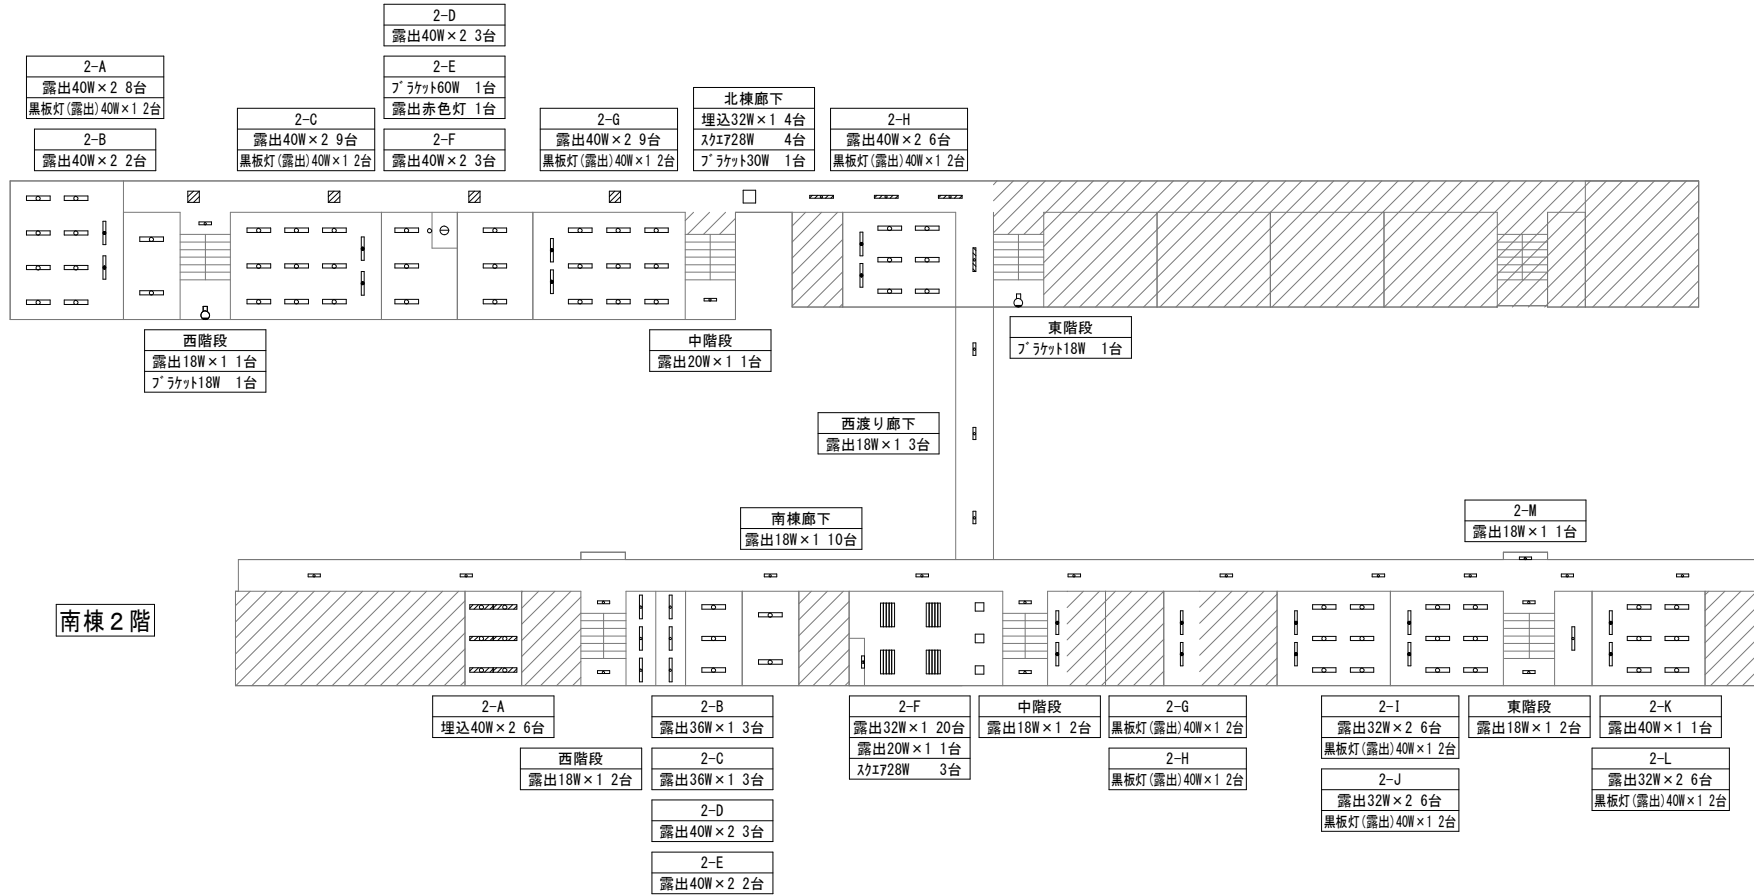 2-D
露出40W×2 3台
2-A
露出40W×2 8台
黒板灯(露出)40W×1 2台
2-E
ﾌﾞﾗｹｯﾄ60W 1台
露出赤色灯 1台
2-B
露出40W×2 2台
2-C
露出40W×2 9台
黒板灯(露出)40W×1 2台
2-F
露出40W×2 3台
2-G
露出40W×2 9台
黒板灯(露出)40W×1 2台
北棟廊下
埋込32W×1 4台
ｽｸｴｱ28W 4台
ﾌﾞﾗｹｯﾄ30W 1台
2-H
露出40W×2 6台
黒板灯(露出)40W×1 2台
西階段
露出18W×1 1台
ﾌﾞﾗｹｯﾄ18W 1台
中階段
露出20W×1 1台
東階段
ﾌﾞﾗｹｯﾄ18W 1台
西渡り廊下
露出18W×1 3台
南棟廊下
露出18W×1 10台
2-M
露出18W×1 1台
南棟２階
2-A
埋込40W×2 6台
西階段
露出18W×1 2台
2-B
露出36W×1 3台
2-C
露出36W×1 3台
2-D
露出40W×2 3台
2-E
露出40W×2 2台
2-F
露出32W×1 20台
露出20W×1 1台
ｽｸｴｱ28W 3台
中階段
露出18W×1 2台
2-G
黒板灯(露出)40W×1 2台
2-H
黒板灯(露出)40W×1 2台
2-I
露出32W×2 6台
黒板灯(露出)40W×1 2台
2-J
露出32W×2 6台
黒板灯(露出)40W×1 2台
東階段
露出18W×1 2台
2-K
露出40W×1 1台
2-L
露出32W×2 6台
黒板灯(露出)40W×1 2台